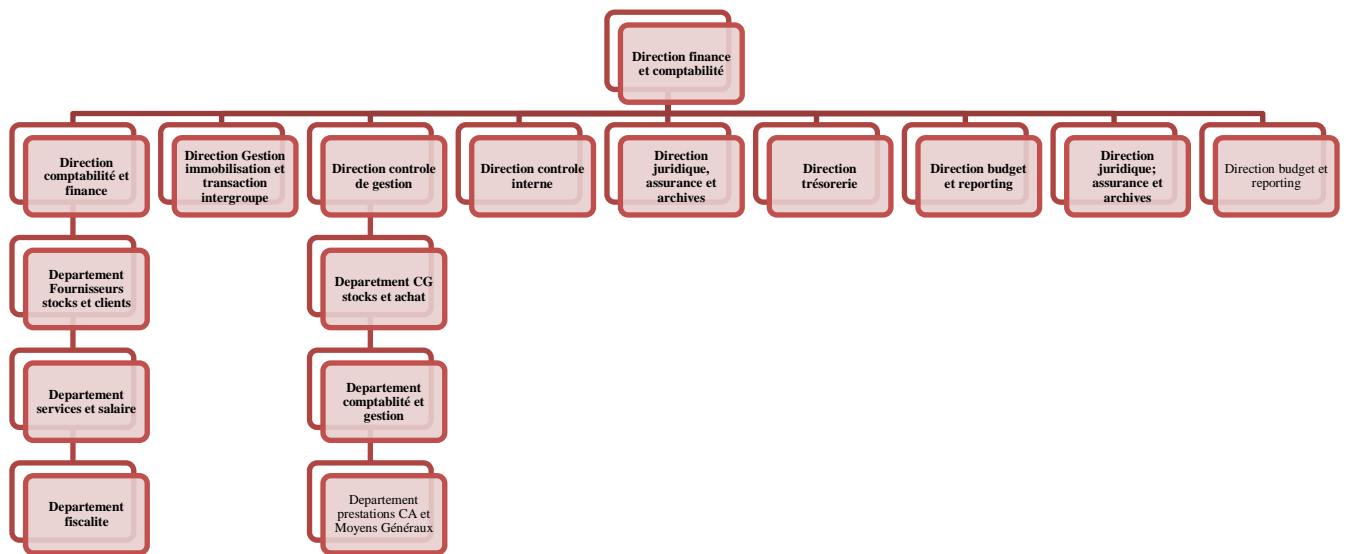 Direction finance
et comptabilité
Direction
comptabilité et
finance
Direction Gestion
immobilisation et
transaction
intergroupe
Direction controle
de gestion
Direction controle
interne
Direction
juridique,
assurance et
archives
Direction
trésorerie
Direction budget
et reporting
Direction
juridique;
assurance et
archives
Direction budget et
reporting
Departement
Fournisseurs
stocks et clients
Deparetment CG
stocks et achat
Departement
services et salaire
Departement
comptablité et
gestion
Departement
fiscalite
Departement
prestations CA et
Moyens Généraux